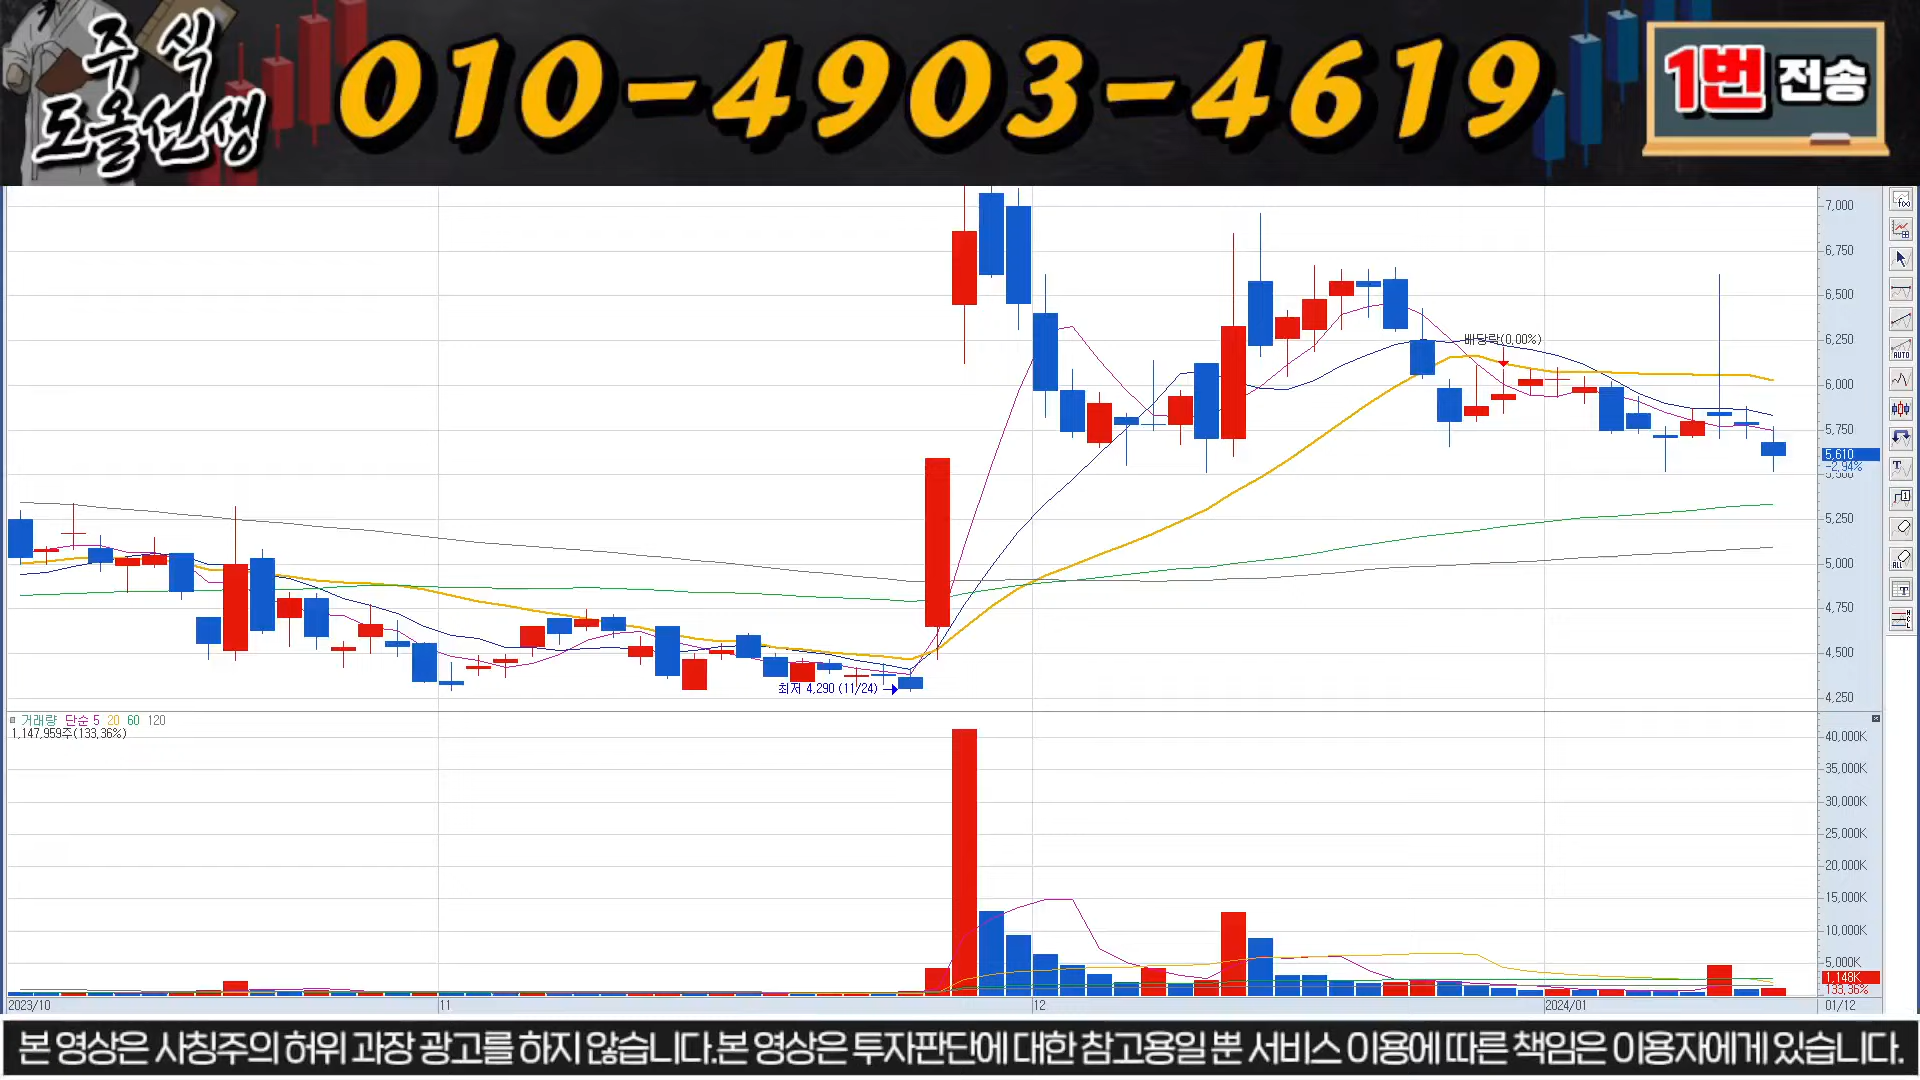 주식
도올선생
010-4903-4619
1번 전송
7,000
6,750
6,500
6,250
6,000
5,750
5,610
-2.94%
5,500
5,250
5,000
4,750
4,500
4,250
배당락(0.00%)
최저 4,290 (11/24)
거래량 단순 5 20 60 120
1,147,959주(133.36%)
40,000K
35,000K
30,000K
25,000K
20,000K
15,000K
10,000K
5,000K
1,148K
133.36%
2023/10
11
12
2024/01
01/12
AUTO
ALL
본 영상은 사칭주의 허위 과장 광고를 하지 않습니다.본 영상은 투자판단에 대한 참고용일 뿐 서비스 이용에 따른 책임은 이용자에게 있습니다.